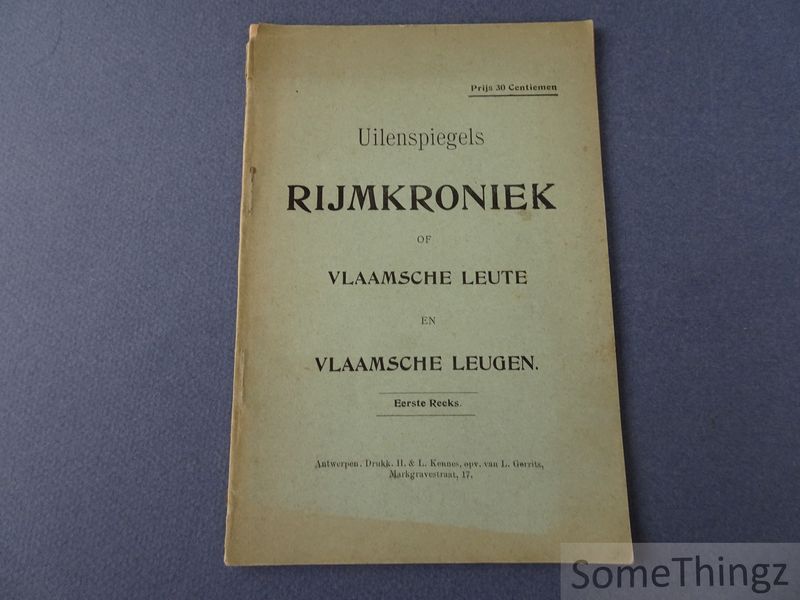 Prijs 30 Centiemen
Uilenspiegels
RIJMKRONIEK
OF
VLAAMSCHE LEUTE
EN
VLAAMSCHE LEUGEN.
Eerste Reeks.
Antwerpen. Drukk. H. & L. Kennes, opv. van L. Gerrits,
Markgravestraat, 17.
SomeThingz